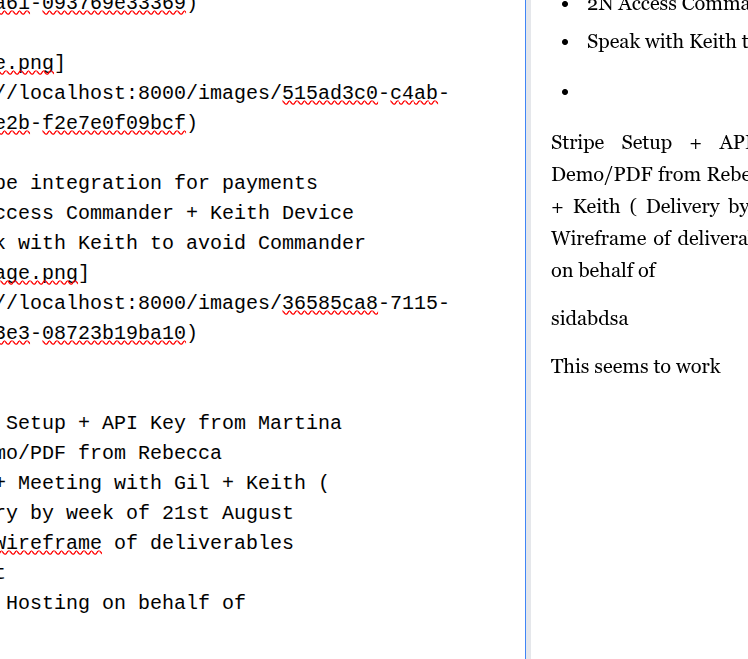 a61-093769e33369)
e.png]
//localhost:8000/images/515ad3c0-c4ab-
e2b-f2e7e0f09bcf)
pe integration for payments
ccess Commander + Keith Device
k with Keith to avoid Commander
age.png]
//localhost:8000/images/36585ca8-7115-
3e3-08723b19ba10)
Setup + API Key from Martina
mo/PDF from Rebecca
+ Meeting with Gil + Keith (
ry by week of 21st August
Wireframe of deliverables
t
Hosting on behalf of
• 2N Access Comma
• Speak with Keith t
•
Stripe Setup + API
Demo/PDF from Rebe
+ Keith ( Delivery by
Wireframe of delivera
on behalf of
sidabdsa
This seems to work